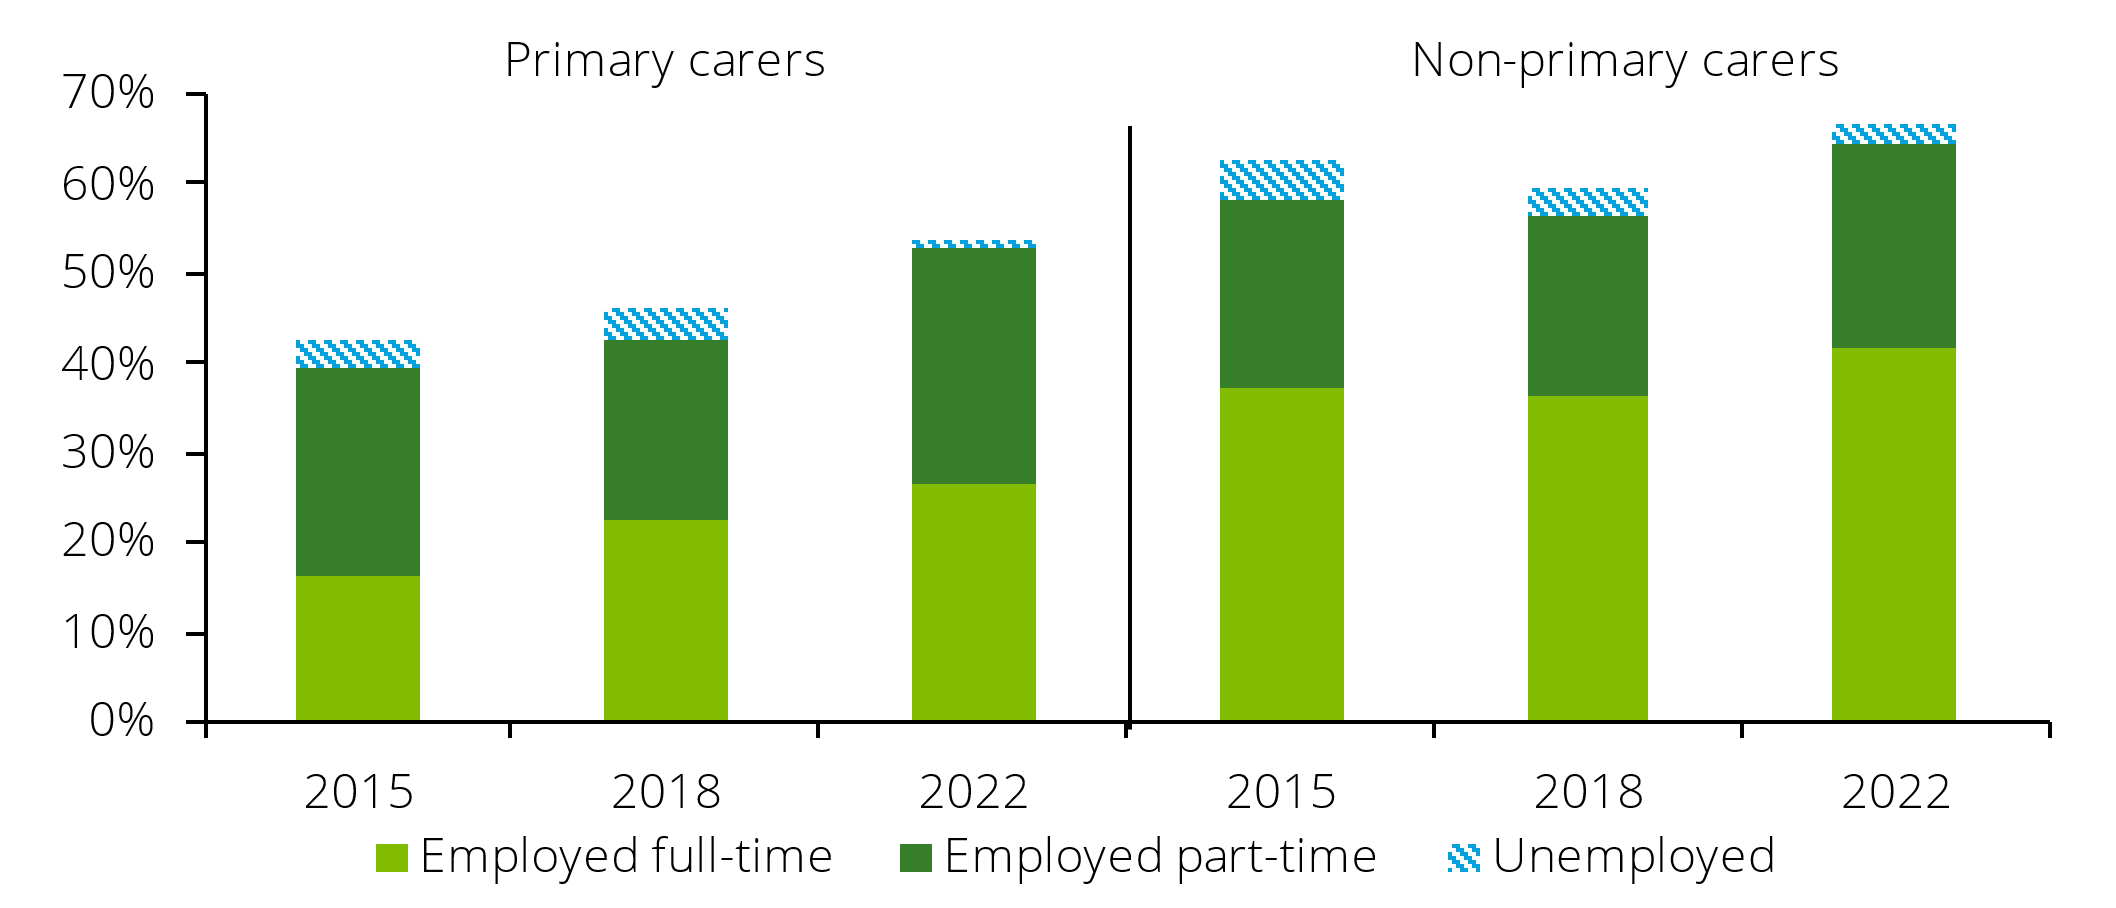 Primary carers
Non-primary carers
70%
60%
50%
40%
30%
20%
10%
0%
2015 2018 2022 2015 2018 2022
Employed full-time Employed part-time Unemployed